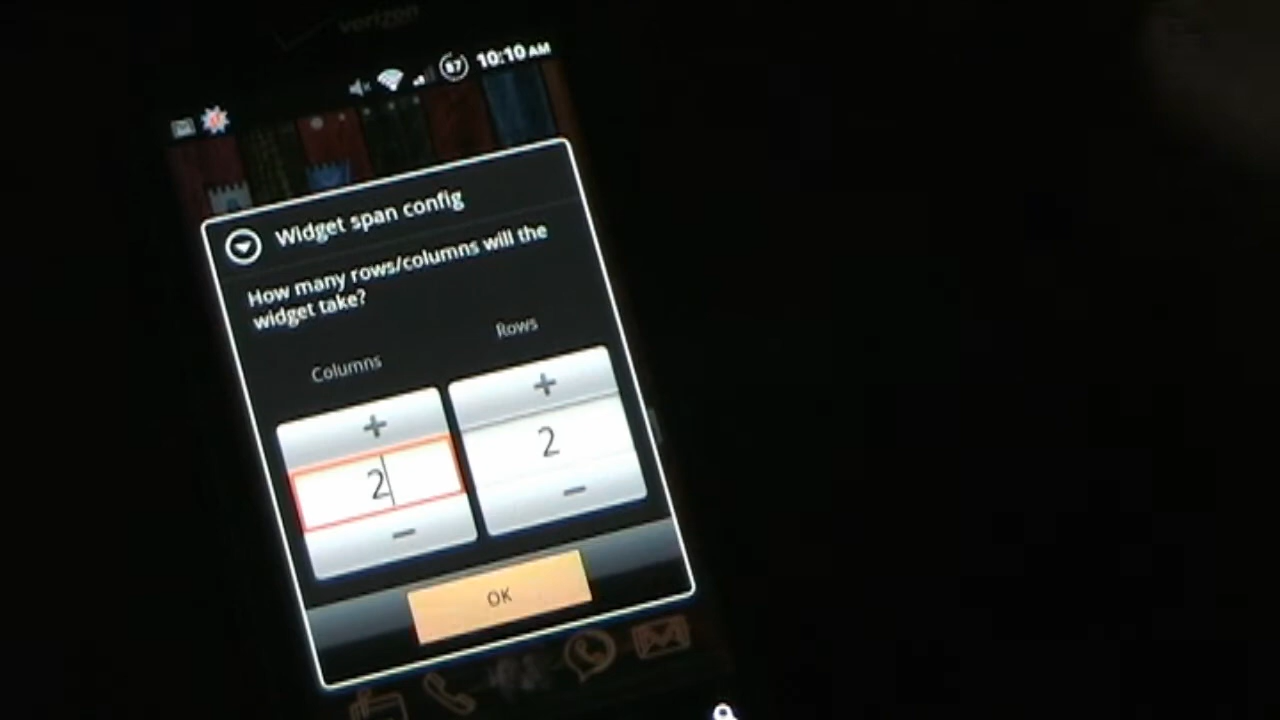 verizon
87 10:10 AM
Widget span config
How many rows/columns will the
widget take?
Columns
Rows
+
+
2
2
−
−
OK